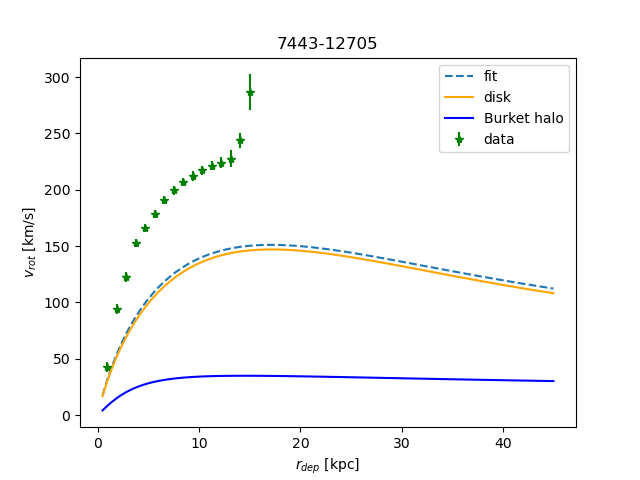 7443-12705
fit
disk
Burket halo
data
300
250
200
150
100
50
0
v_rot [km/s]
0 10 20 30 40
r_dep [kpc]